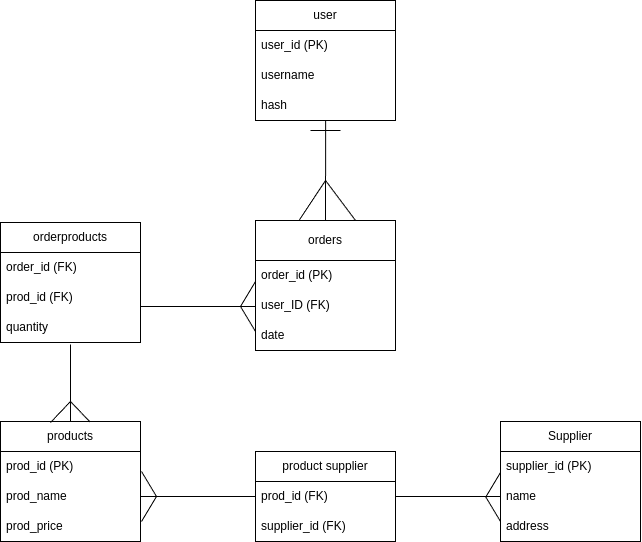 user
user_id (PK)
username
hash
orderproducts
order_id (FK)
prod_id (FK)
quantity
orders
order_id (PK)
user_ID (FK)
date
products
prod_id (PK)
prod_name
prod_price
product supplier
prod_id (FK)
supplier_id (FK)
Supplier
supplier_id (PK)
name
address